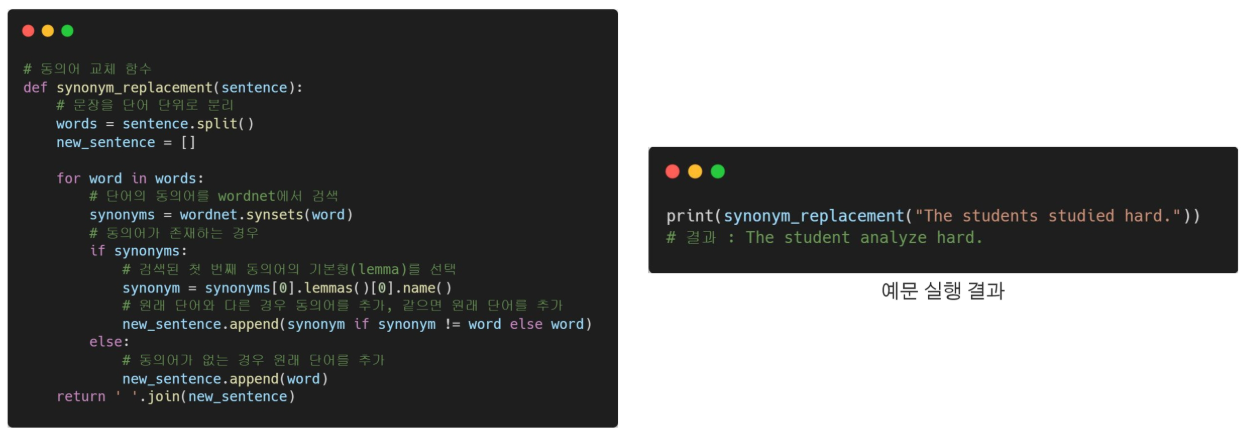 # 동의어 교체 함수
def synonym_replacement(sentence):
    # 문장을 단어 단위로 분리
    words = sentence.split()
    new_sentence = []
    for word in words:
        # 단어의 동의어를 wordnet에서 검색
        synonyms = wordnet.synsets(word)
        # 동의어가 존재하는 경우
        if synonyms:
            # 검색된 첫 번째 동의어의 기본형(lemma)를 선택
            synonym = synonyms[0].lemmas()[0].name()
            # 원래 단어와 다른 경우 동의어를 추가, 같으면 원래 단어를 추가
            new_sentence.append(synonym if synonym != word else word)
        else:
            # 동의어가 없는 경우 원래 단어를 추가
            new_sentence.append(word)
    return ' '.join(new_sentence)
print(synonym_replacement("The students studied hard."))
# 결과 : The student analyze hard.
예문 실행 결과